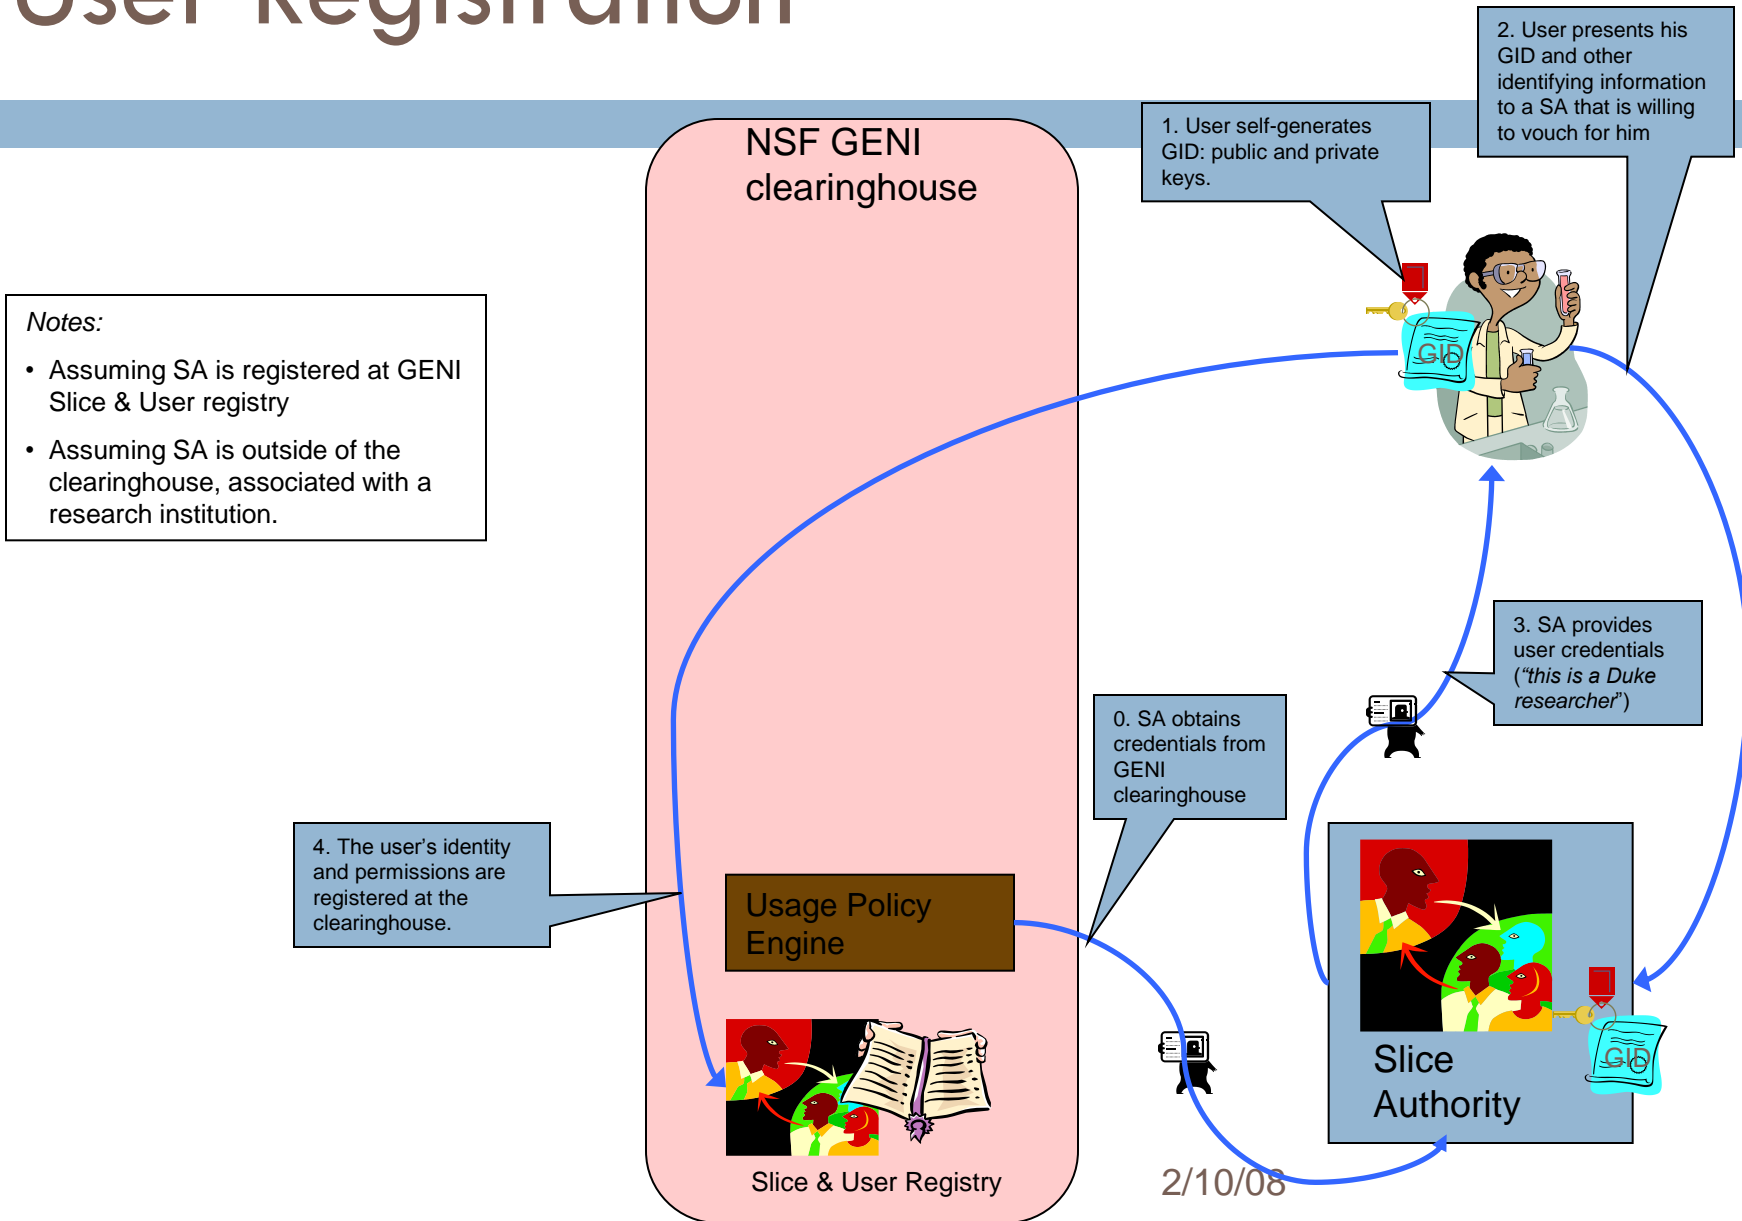 User Registration
2. User presents his
GID and other
identifying information
to a SA that is willing
to vouch for him
1. User self-generates
GID: public and private
keys.
NSF GENI
clearinghouse
Notes:
• Assuming SA is registered at GENI
Slice & User registry
• Assuming SA is outside of the
clearinghouse, associated with a
research institution.
GID
3. SA provides
user credentials
(“this is a Duke
researcher”)
0. SA obtains
credentials from
GENI
clearinghouse
4. The user’s identity
and permissions are
registered at the
clearinghouse.
Usage Policy
Engine
Slice
Authority
GID
Slice & User Registry
2/10/08